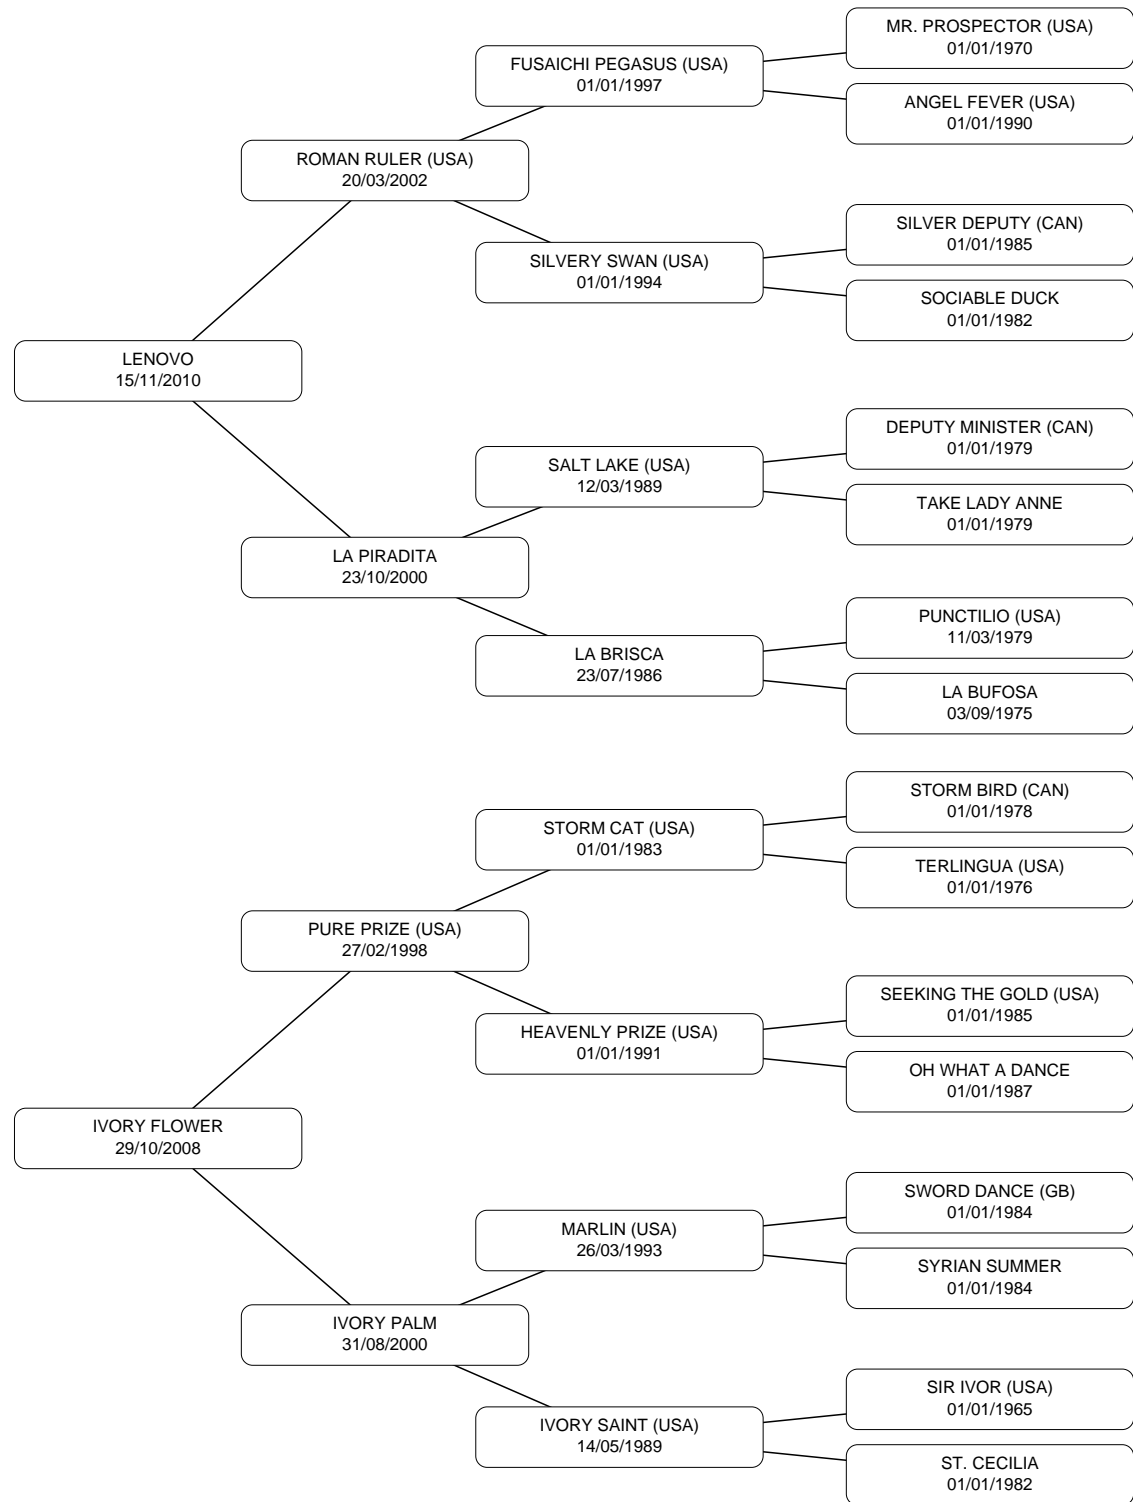 MR. PROSPECTOR (USA)
01/01/1970
FUSAICHI PEGASUS (USA)
01/01/1997
ANGEL FEVER (USA)
01/01/1990
ROMAN RULER (USA)
20/03/2002
SILVER DEPUTY (CAN)
01/01/1985
SILVERY SWAN (USA)
01/01/1994
SOCIABLE DUCK
01/01/1982
LENOVO
15/11/2010
DEPUTY MINISTER (CAN)
01/01/1979
SALT LAKE (USA)
12/03/1989
TAKE LADY ANNE
01/01/1979
LA PIRADITA
23/10/2000
PUNCTILIO (USA)
11/03/1979
LA BRISCA
23/07/1986
LA BUFOSA
03/09/1975
STORM BIRD (CAN)
01/01/1978
STORM CAT (USA)
01/01/1983
TERLINGUA (USA)
01/01/1976
PURE PRIZE (USA)
27/02/1998
SEEKING THE GOLD (USA)
01/01/1985
HEAVENLY PRIZE (USA)
01/01/1991
OH WHAT A DANCE
01/01/1987
IVORY FLOWER
29/10/2008
SWORD DANCE (GB)
01/01/1984
MARLIN (USA)
26/03/1993
SYRIAN SUMMER
01/01/1984
IVORY PALM
31/08/2000
SIR IVOR (USA)
01/01/1965
IVORY SAINT (USA)
14/05/1989
ST. CECILIA
01/01/1982